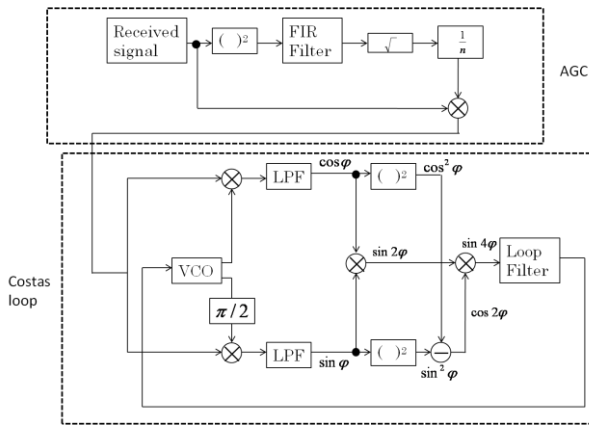 Received signal
( )²
FIR Filter
√
1/n
AGC
cos φ
cos² φ
LPF
( )²
sin 4φ
sin 2φ
Loop Filter
VCO
Costas loop
π/2
cos 2φ
LPF
( )²
sin φ
sin² φ